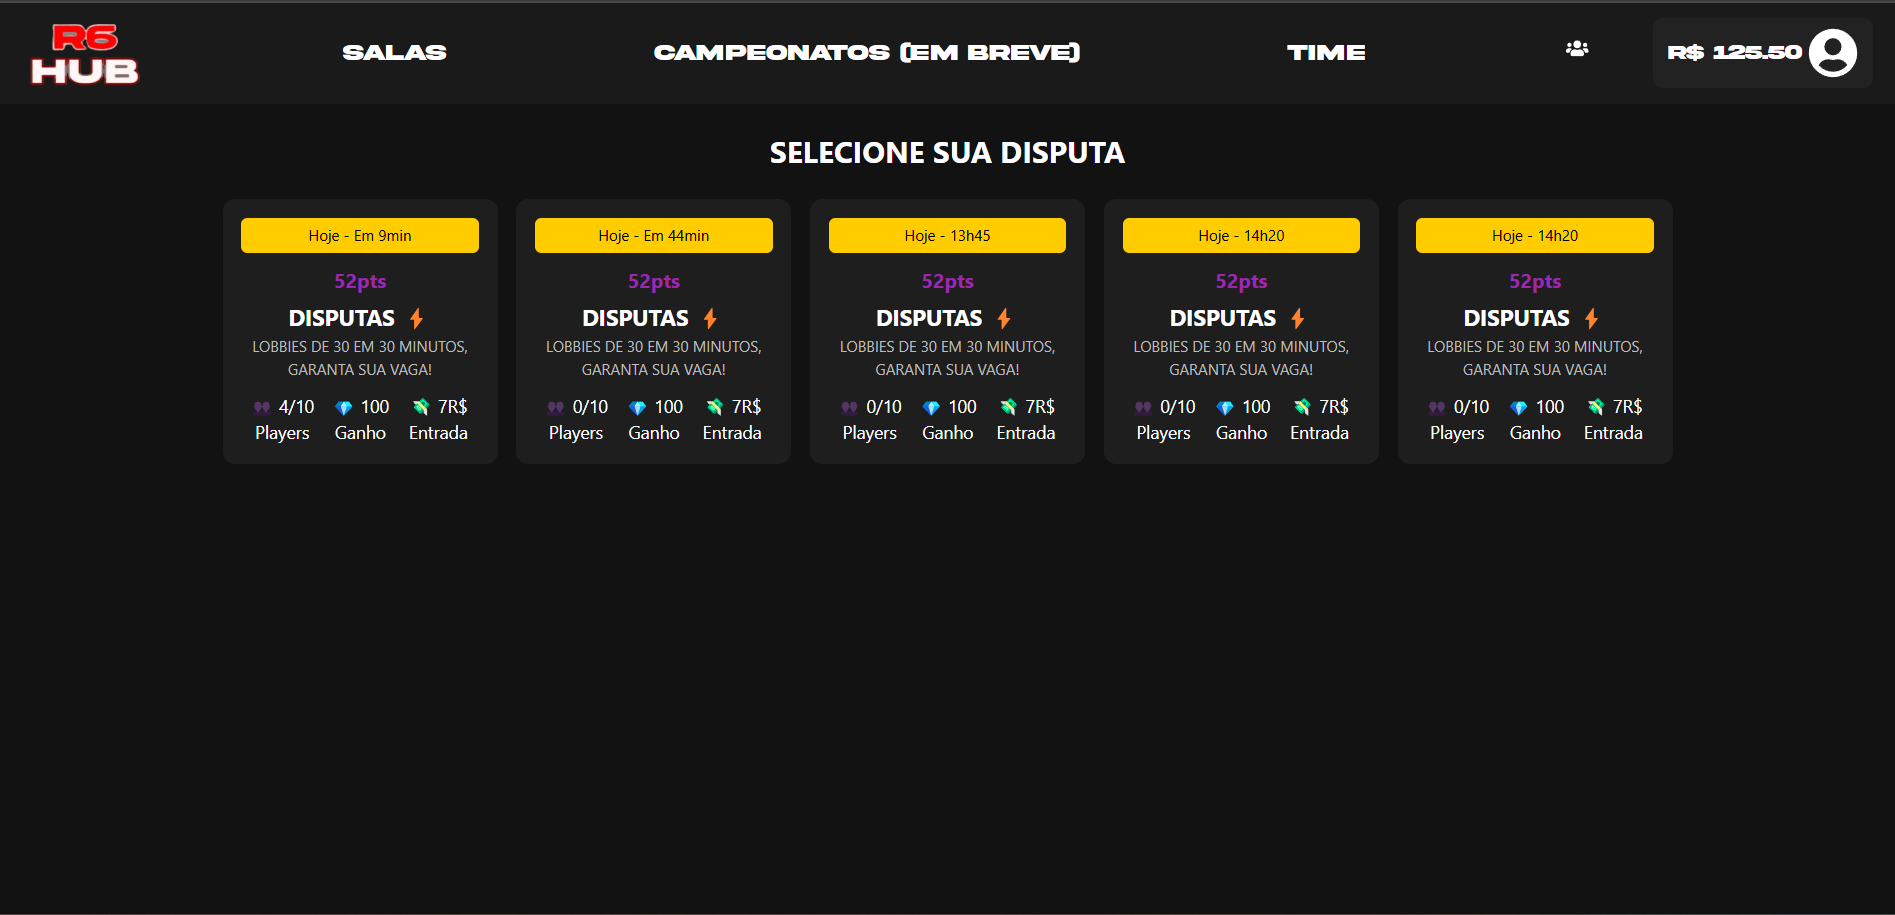 R6
HUB
SALAS
CAMPEONATOS (EM BREVE)
TIME
R$ 125.50
SELECIONE SUA DISPUTA
Hoje - Em 9min
52pts
DISPUTAS
LOBBIES DE 30 EM 30 MINUTOS,
GARANTA SUA VAGA!
4/10 100 7R$
Players Ganho Entrada
Hoje - Em 44min
52pts
DISPUTAS
LOBBIES DE 30 EM 30 MINUTOS,
GARANTA SUA VAGA!
0/10 100 7R$
Players Ganho Entrada
Hoje - 13h45
52pts
DISPUTAS
LOBBIES DE 30 EM 30 MINUTOS,
GARANTA SUA VAGA!
0/10 100 7R$
Players Ganho Entrada
Hoje - 14h20
52pts
DISPUTAS
LOBBIES DE 30 EM 30 MINUTOS,
GARANTA SUA VAGA!
0/10 100 7R$
Players Ganho Entrada
Hoje - 14h20
52pts
DISPUTAS
LOBBIES DE 30 EM 30 MINUTOS,
GARANTA SUA VAGA!
0/10 100 7R$
Players Ganho Entrada